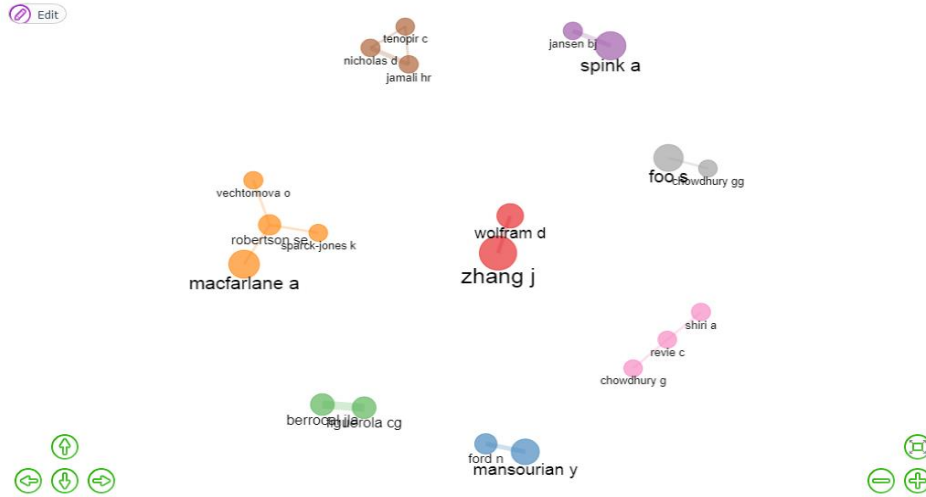 Edit
tenopir c
nicholas d
jamali hr
jansen bj
spink a
foo s
chowdhury gg
vechtomova o
robertson se
sparck-jones k
macfarlane a
wolfram d
zhang j
shiri a
revie c
chowdhury g
figuerola cg
ford n
mansourian y